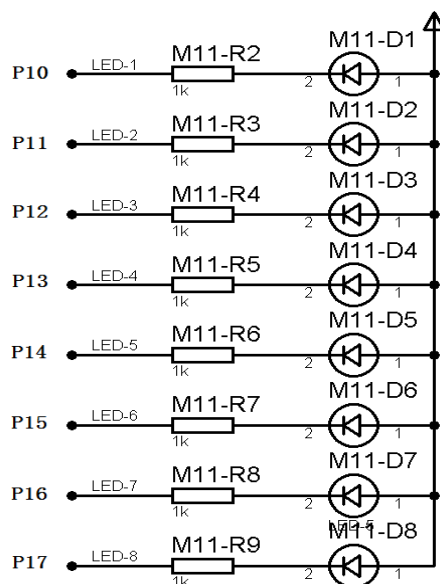 M11-R2 M11-D1
P10 LED-1 1k 2 1
M11-R3 M11-D2
P11 LED-2 1k 2 1
M11-R4 M11-D3
P12 LED-3 1k 2 1
M11-R5 M11-D4
P13 LED-4 1k 2 1
M11-R6 M11-D5
P14 LED-5 1k 2 1
M11-R7 M11-D6
P15 LED-6 1k 2 1
M11-R8 M11-D7
P16 LED-7 1k 2 1
LED-5
M11-R9 M11-D8
P17 LED-8 1k 2 1